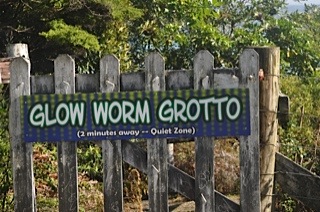 GLOW WORM GROTTO
(2 minutes away -- Quiet Zone)